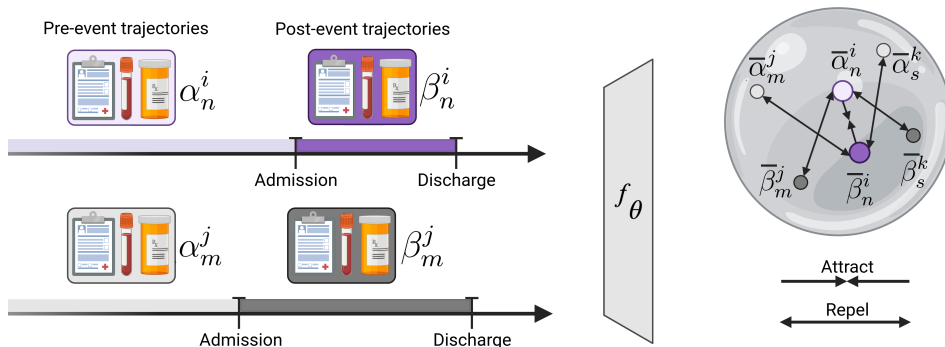 Pre-event trajectories
Post-event trajectories
α_n^i
β_n^i
Admission
Discharge
α_m^j
β_m^j
Admission
Discharge
f_θ
ᾱ_m^j
ᾱ_n^i
ᾱ_s^k
β̄_m^j
β̄_n^i
β̄_s^k
Attract
Repel